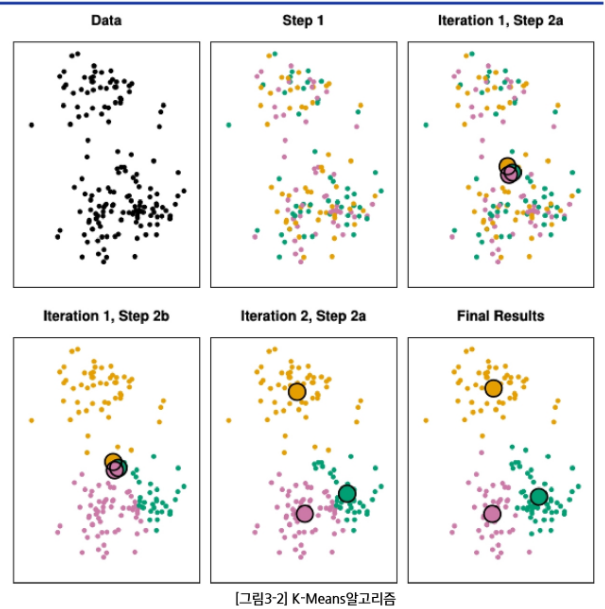 Data
Step 1
Iteration 1, Step 2a
Iteration 1, Step 2b
Iteration 2, Step 2a
Final Results
[그림3-2] K-Means알고리즘